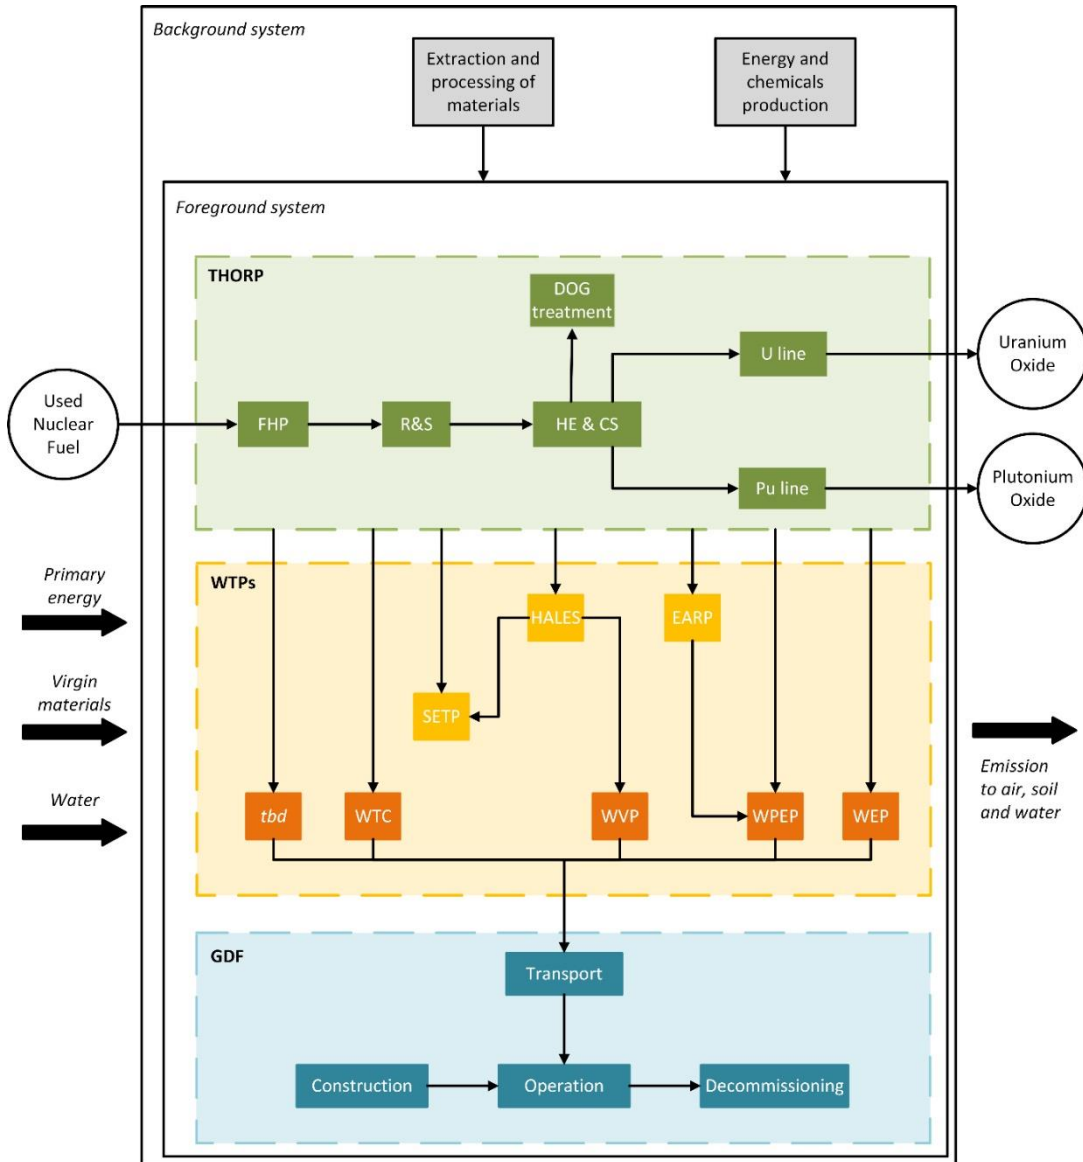 Background system
Extraction and
processing of
materials
Energy and
chemicals
production
Foreground system
THORP
DOG
treatment
U line
Uranium
Oxide
Used
Nuclear
Fuel
FHP
R&S
HE & CS
Pu line
Plutonium
Oxide
WTPs
Primary
energy
HALES
EARP
Virgin
materials
SETP
Emission
to air, soil
and water
Water
tbd
WTC
WVP
WPEP
WEP
GDF
Transport
Construction
Operation
Decommissioning